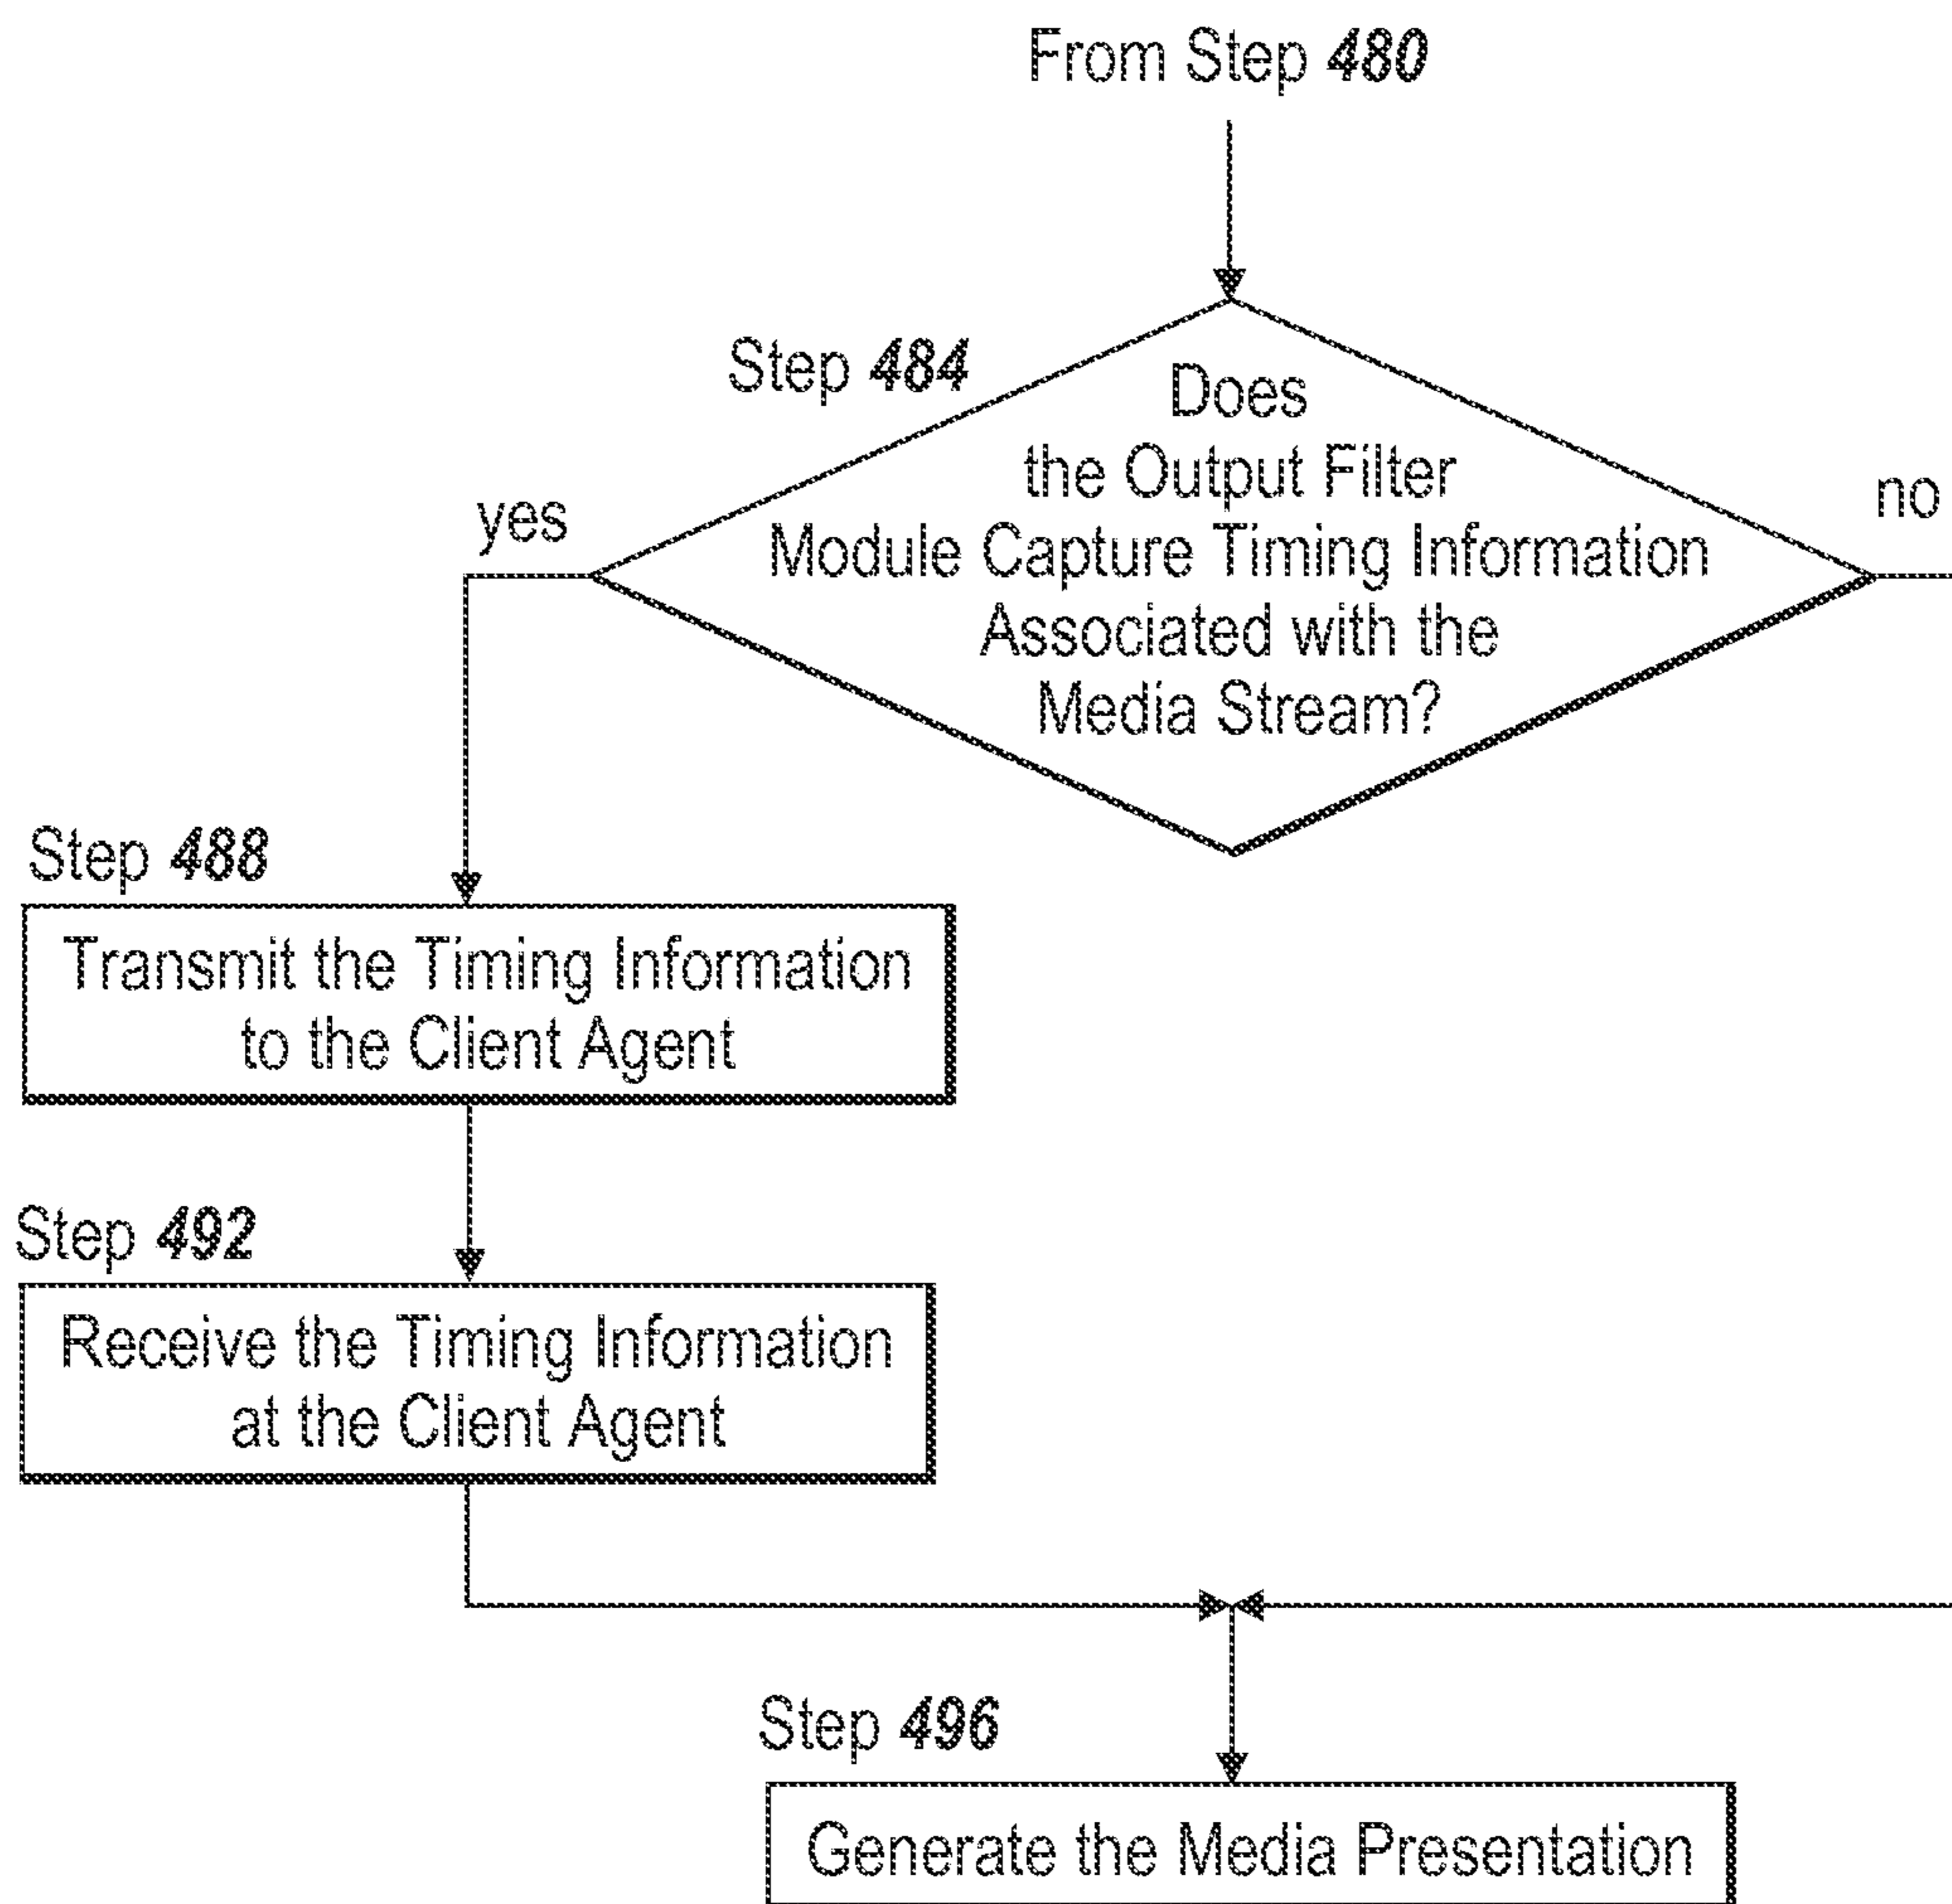 From Step 480
Step 484
Does
the Output Filter
Module Capture Timing Information
Associated with the
Media Stream?
yes
no
Step 488
Transmit the Timing Information
to the Client Agent
Step 492
Receive the Timing Information
at the Client Agent
Step 496
Generate the Media Presentation